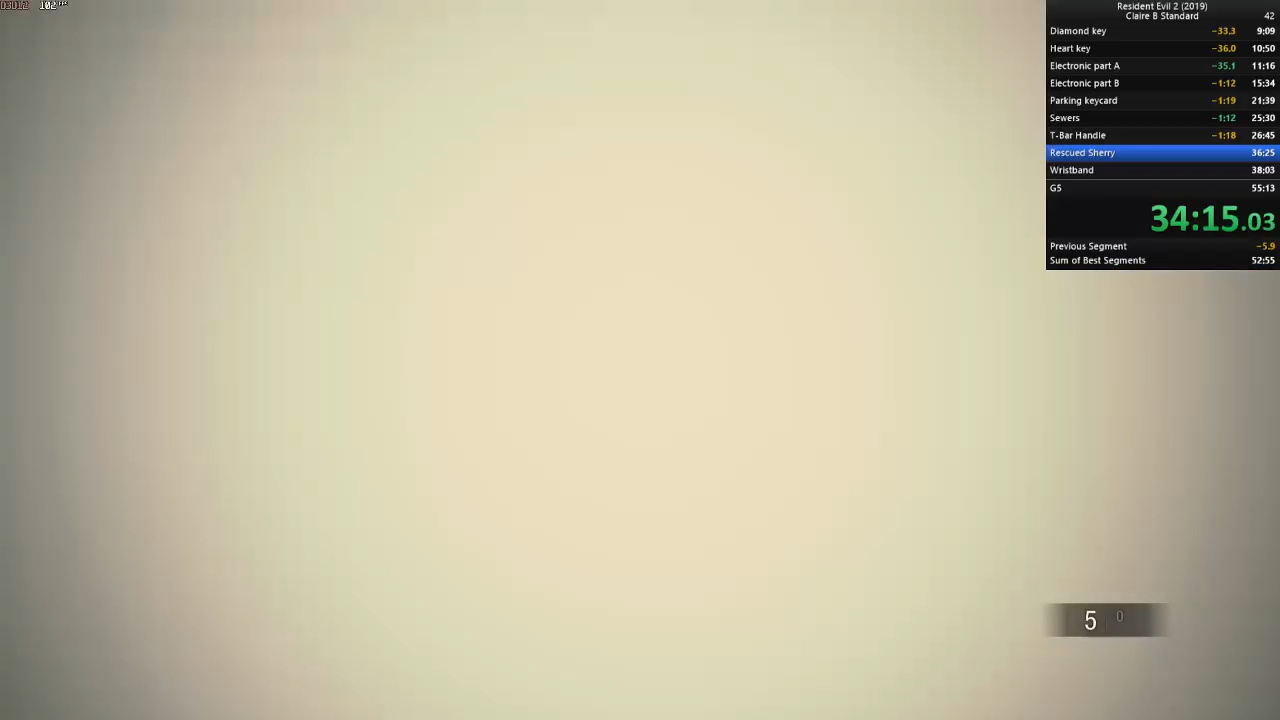 D3D12 102 FPS
Resident Evil 2 (2019)
Claire B Standard 42
Diamond key -33.3 9:09
Heart key -36.0 10:50
Electronic part A -35.1 11:16
Electronic part B -1:12 15:34
Parking keycard -1:19 21:39
Sewers -1:12 25:30
T-Bar Handle -1:18 26:45
Rescued Sherry 36:25
Wristband 38:03
G5 55:13
34:15.03
Previous Segment -5.9
Sum of Best Segments 52:55
5 0